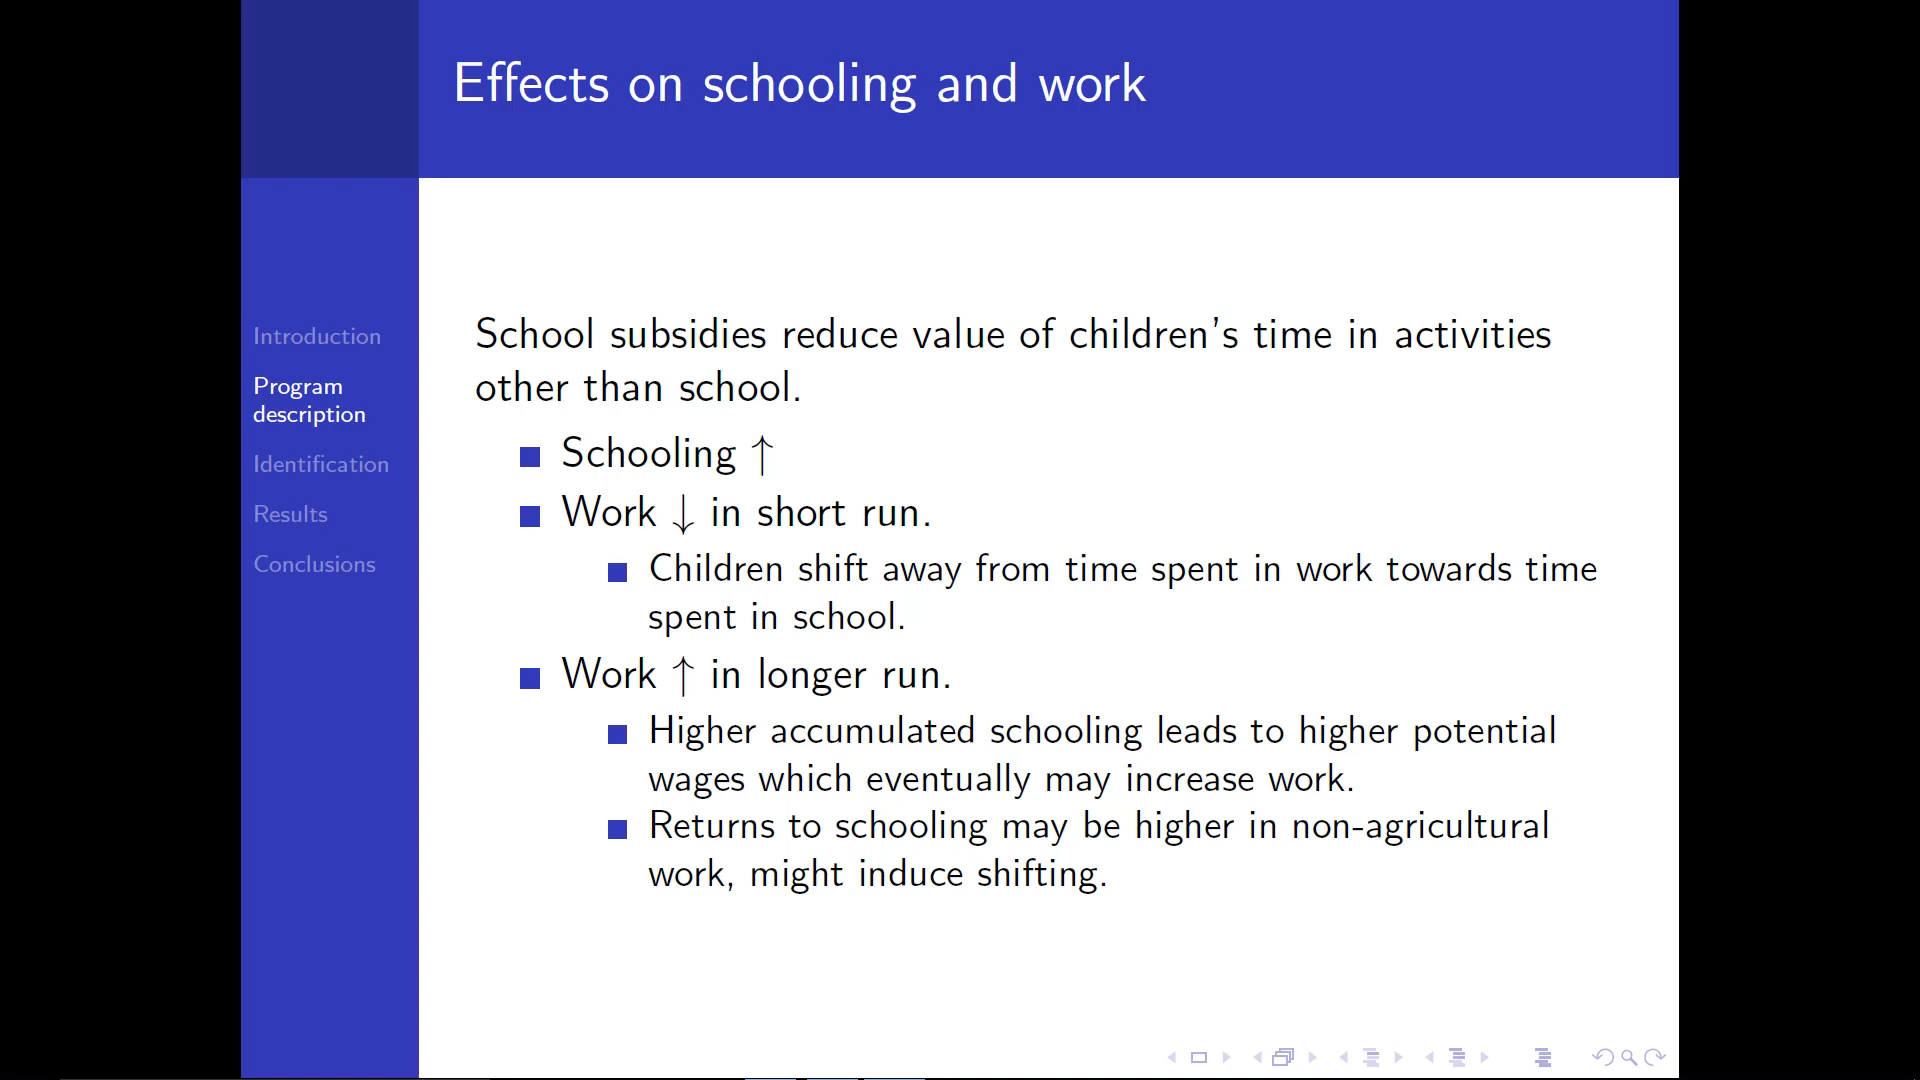 Effects on schooling and work
Introduction
Program
description
Identification
Results
Conclusions
School subsidies reduce value of children's time in activities
other than school.
Schooling ↑
Work ↓ in short run.
Children shift away from time spent in work towards time
spent in school.
Work ↑ in longer run.
Higher accumulated schooling leads to higher potential
wages which eventually may increase work.
Returns to schooling may be higher in non-agricultural
work, might induce shifting.